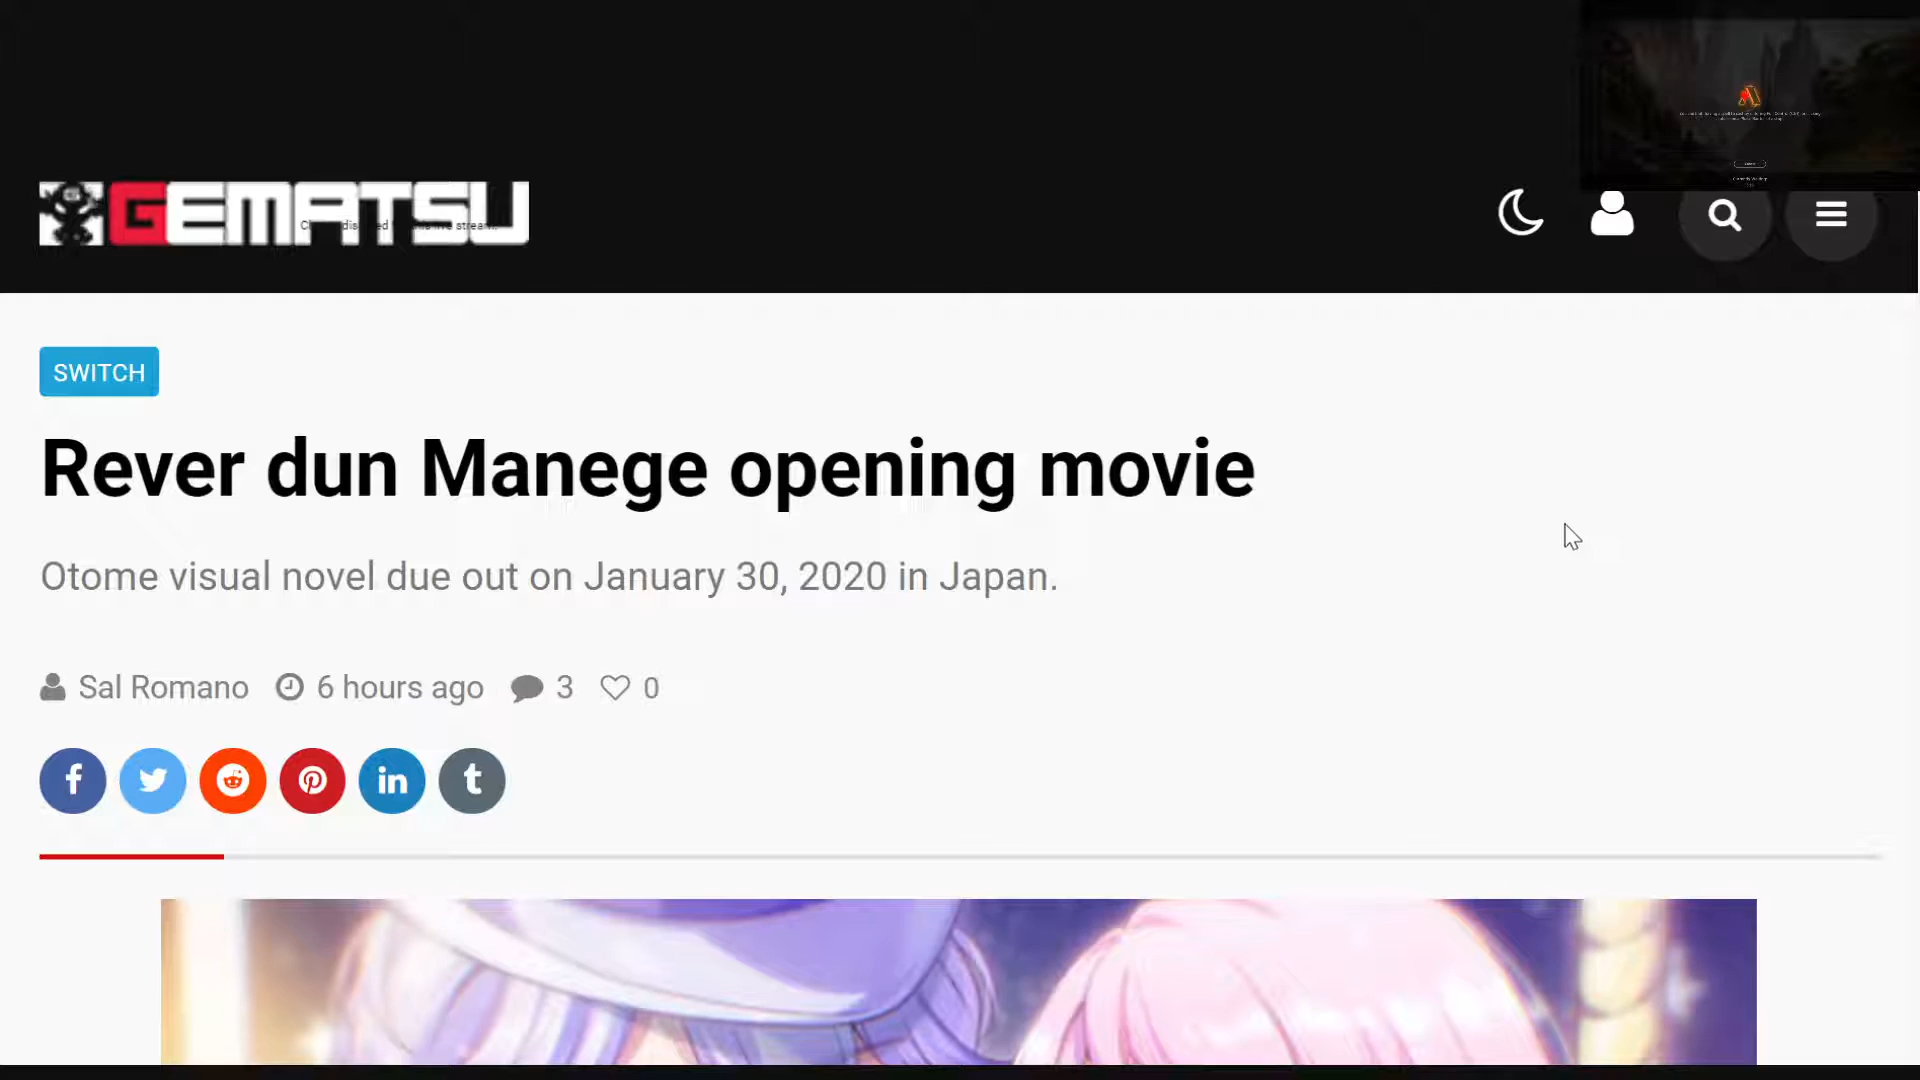 GEMATSU
SWITCH
Rever dun Manege opening movie
Otome visual novel due out on January 30, 2020 in Japan.
Sal Romano 6 hours ago 3 0